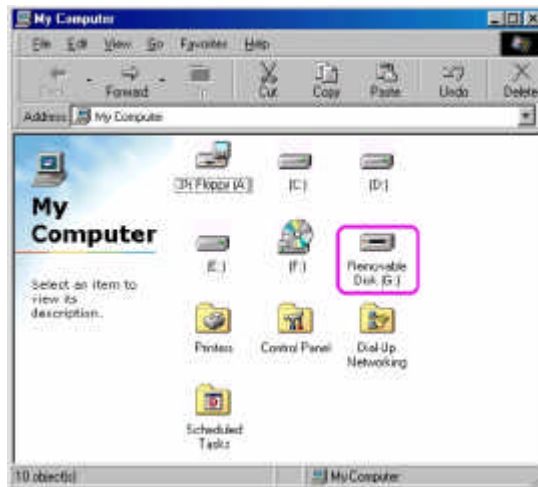 My Computer
File Edit View Go Favorites Help
Forward Cut Copy Paste Undo Delete
Address My Computer
My
Computer
Select an item to
view its
description.
3½ Floppy (A:) (C:) (D:)
(E:) (F:) Removable
Disk (G:)
Printers Control Panel Dial-Up
Networking
Scheduled
Tasks
10 object(s) My Computer